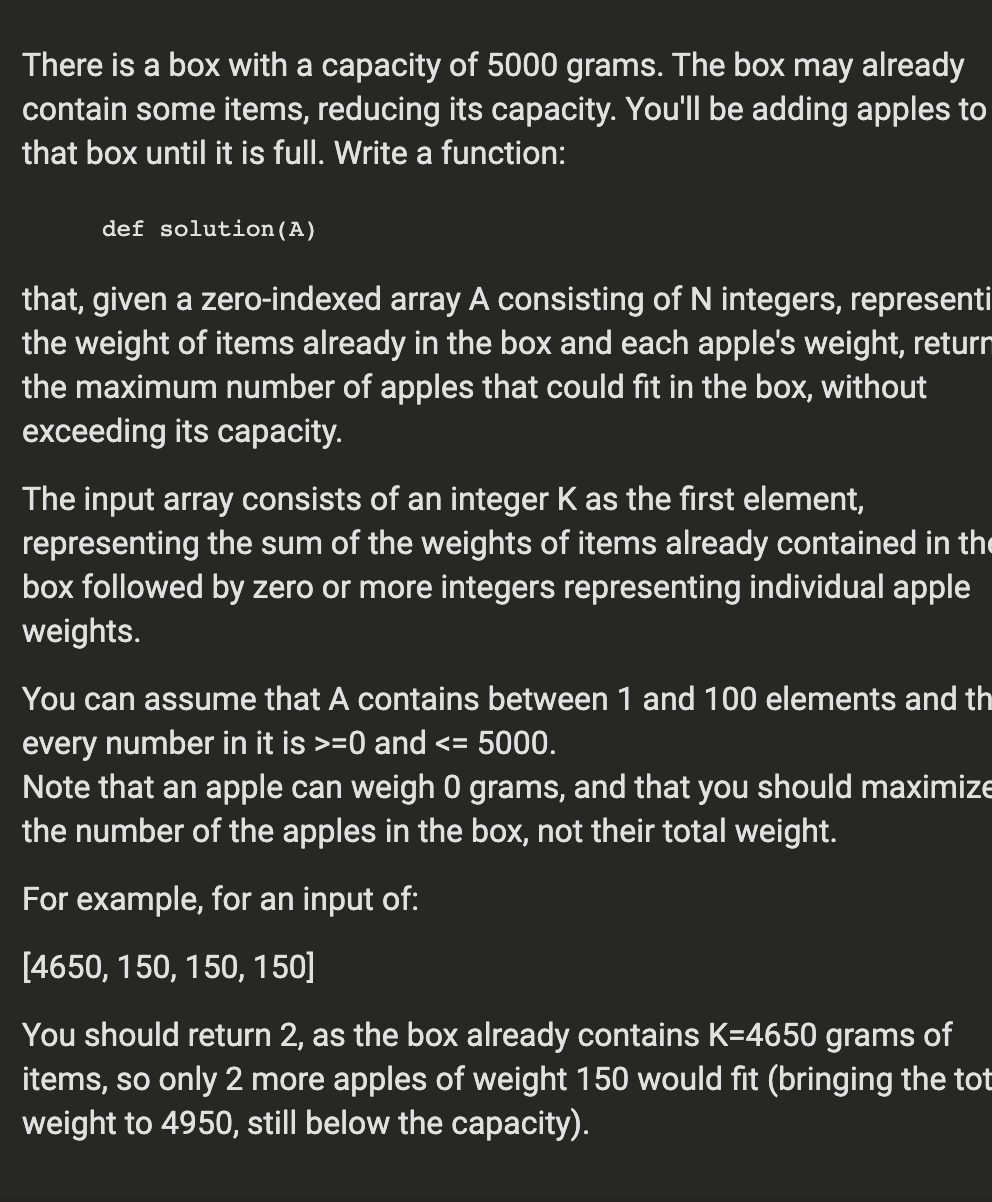 There is a box with a capacity of 5000 grams. The box may already
contain some items, reducing its capacity. You'll be adding apples to
that box until it is full. Write a function:
def solution(A)
that, given a zero-indexed array A consisting of N integers, representi
the weight of items already in the box and each apple's weight, return
the maximum number of apples that could fit in the box, without
exceeding its capacity.
The input array consists of an integer K as the first element,
representing the sum of the weights of items already contained in the
box followed by zero or more integers representing individual apple
weights.
You can assume that A contains between 1 and 100 elements and th
every number in it is >=0 and <= 5000.
Note that an apple can weigh 0 grams, and that you should maximize
the number of the apples in the box, not their total weight.
For example, for an input of:
[4650, 150, 150, 150]
You should return 2, as the box already contains K=4650 grams of
items, so only 2 more apples of weight 150 would fit (bringing the tot
weight to 4950, still below the capacity).